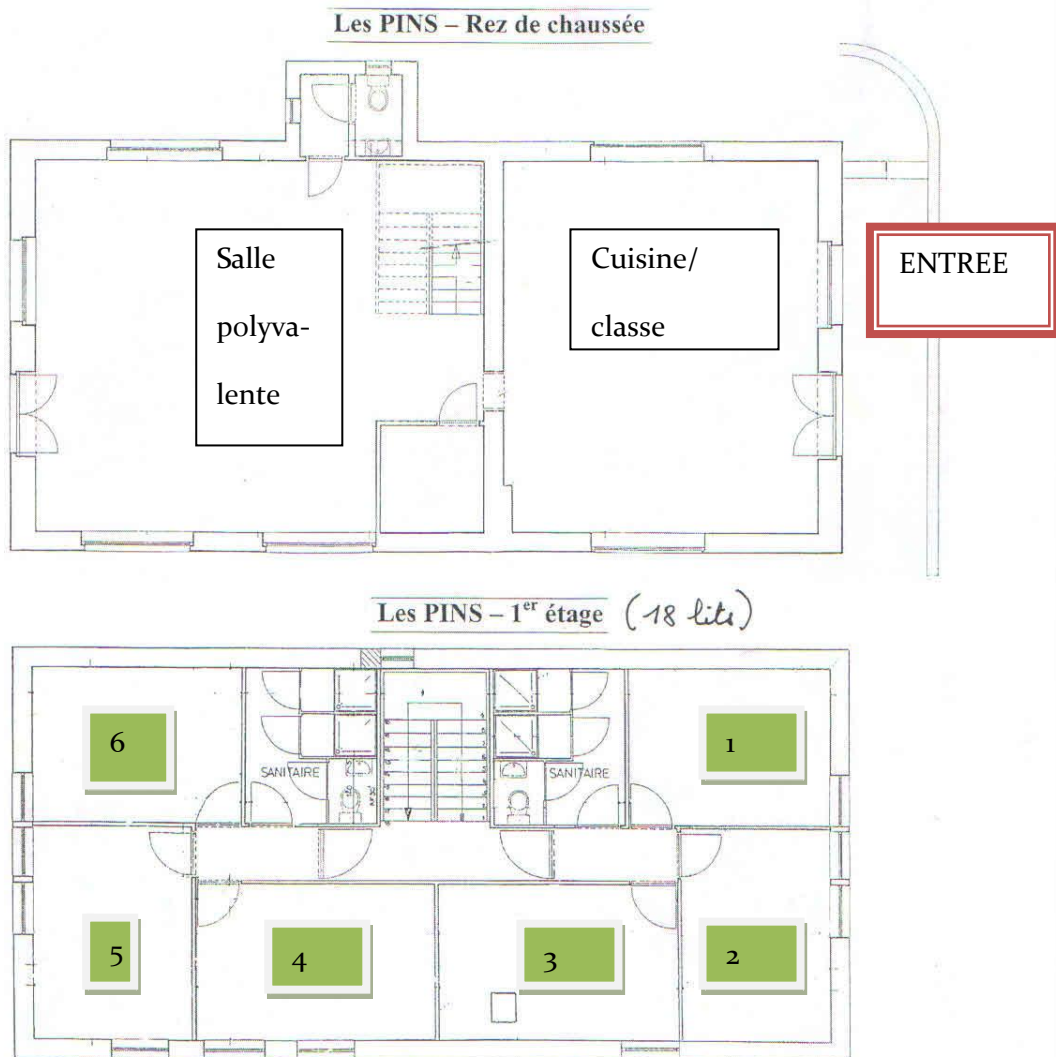 Les PINS – Rez de chaussée
Salle
polyva-
lente
Cuisine/
classe
ENTREE
Les PINS – 1er étage (18 lits)
6
1
SANITAIRE
SANITAIRE
5
4
3
2